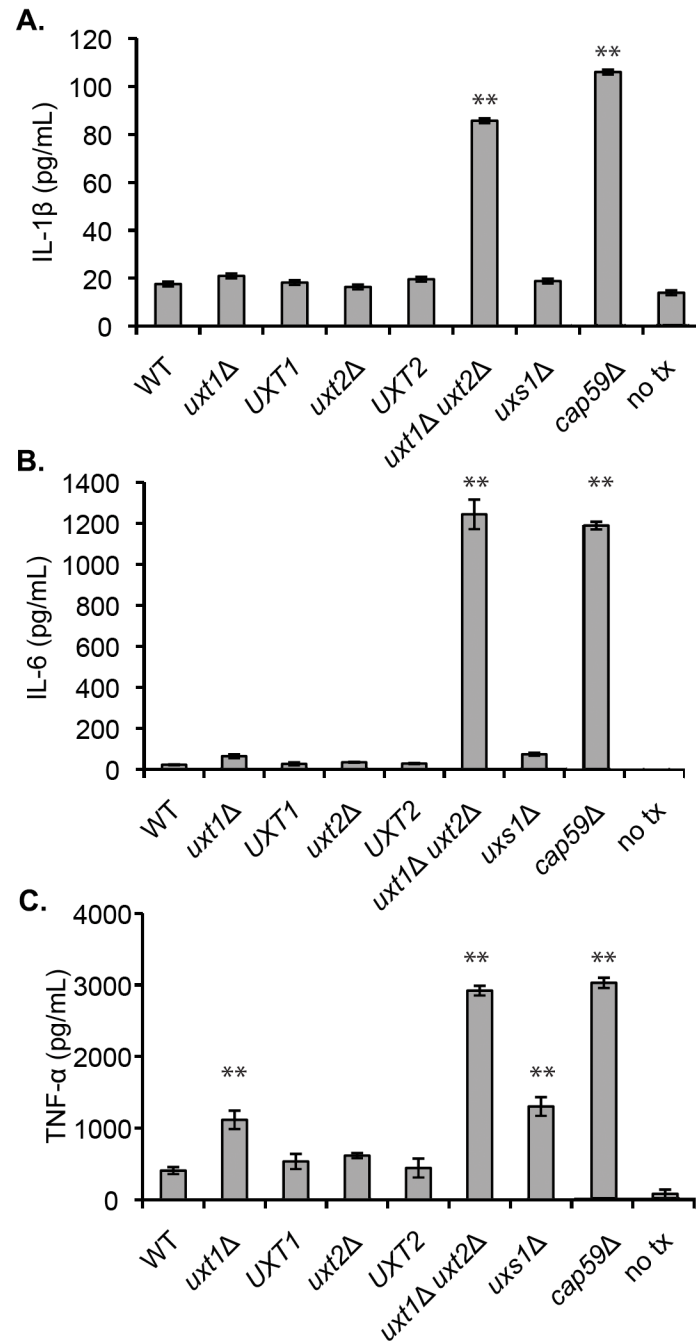 A.
IL-1β (pg/mL)
120
100
80
60
40
20
0
**
**
WT
uxt1Δ
UXT1
uxt2Δ
UXT2
uxt1Δ uxt2Δ
uxs1Δ
cap59Δ
no tx
B.
IL-6 (pg/mL)
1400
1200
1000
800
600
400
200
0
**
**
WT
uxt1Δ
UXT1
uxt2Δ
UXT2
uxt1Δ uxt2Δ
uxs1Δ
cap59Δ
no tx
C.
TNF-α (pg/mL)
4000
3000
2000
1000
0
**
**
**
**
WT
uxt1Δ
UXT1
uxt2Δ
UXT2
uxt1Δ uxt2Δ
uxs1Δ
cap59Δ
no tx